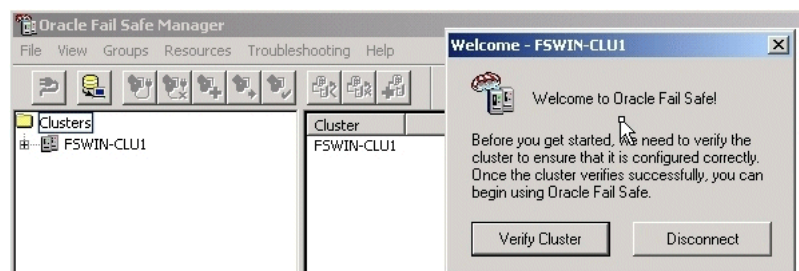 Oracle Fail Safe Manager
File View Groups Resources Troubleshooting Help
Clusters
FSWIN-CLU1
Cluster
FSWIN-CLU1
Welcome - FSWIN-CLU1
Welcome to Oracle Fail Safe!
Before you get started, we need to verify the
cluster to ensure that it is configured correctly.
Once the cluster verifies successfully, you can
begin using Oracle Fail Safe.
Verify Cluster
Disconnect